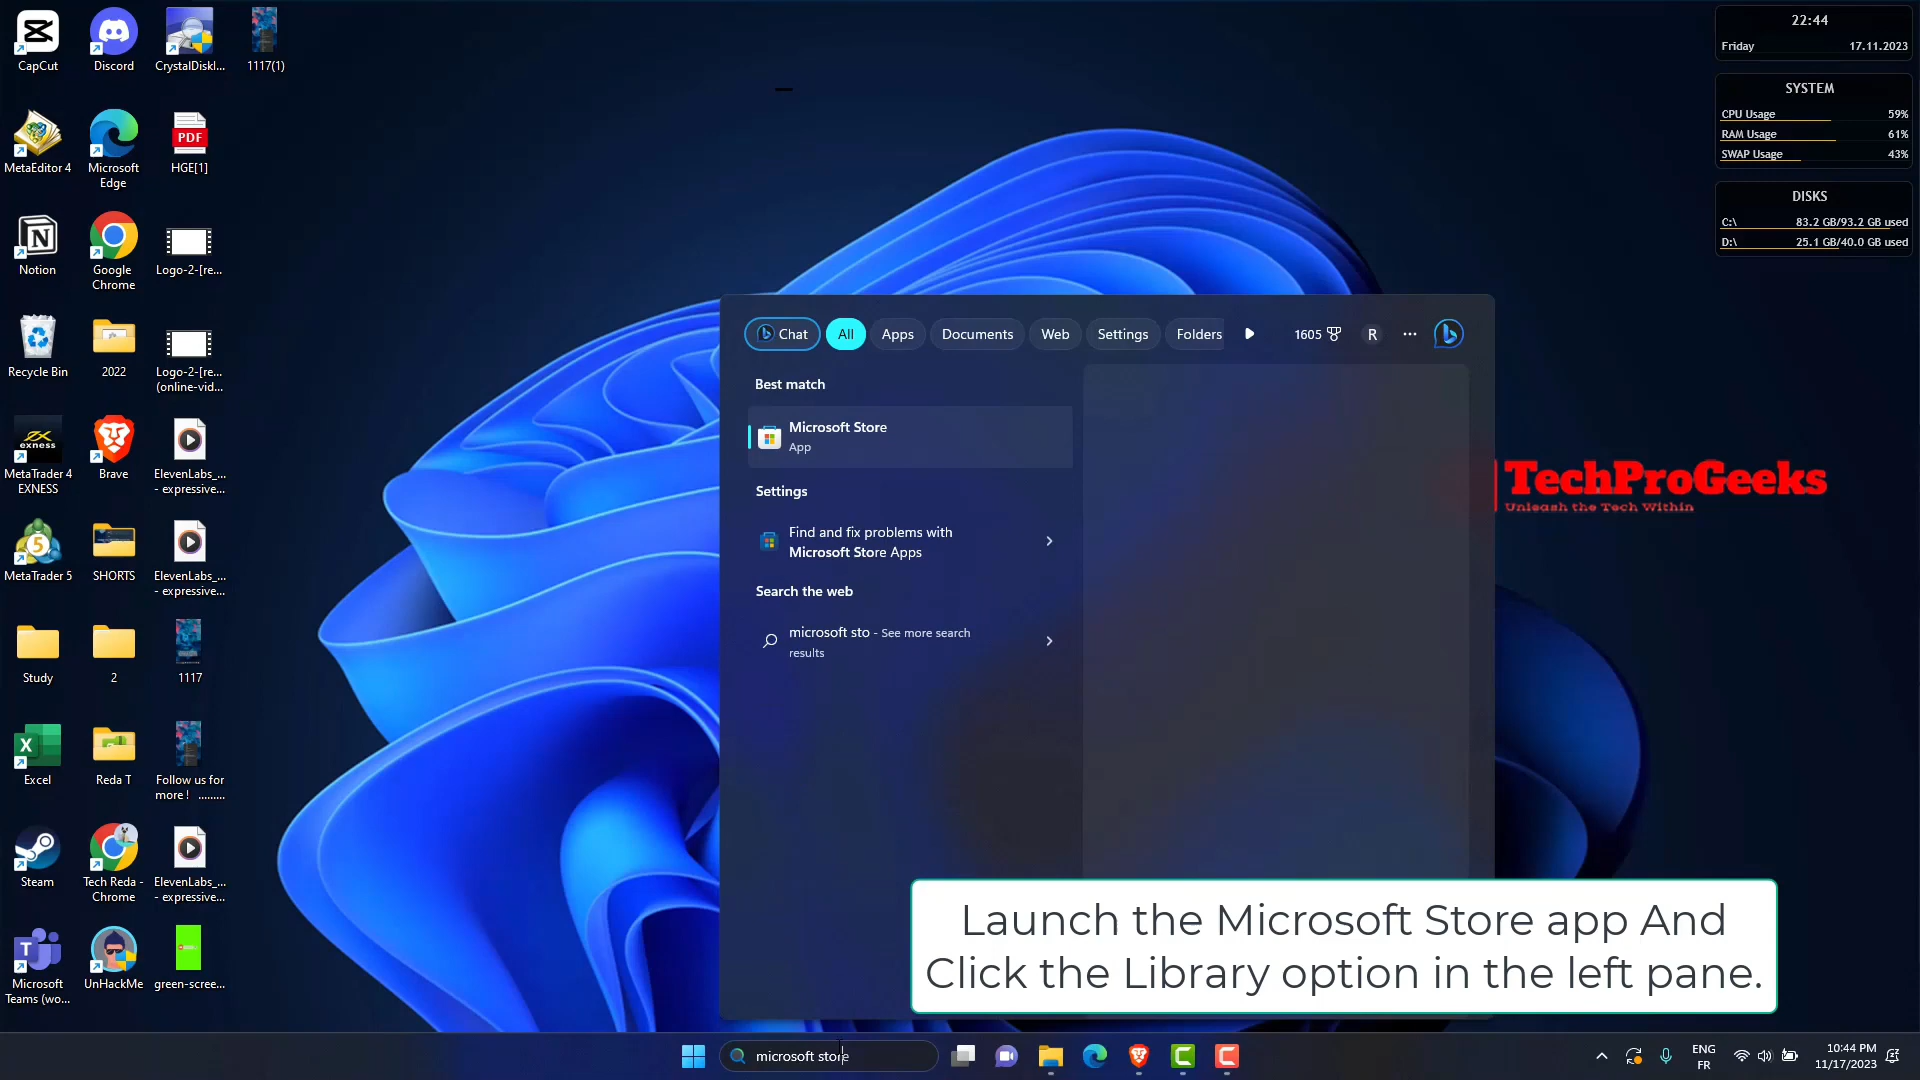 CapCut
Discord
CrystalDiskI...
1117(1)
MetaEditor 4
Microsoft
Edge
PDF
HGE[1]
Notion
Google
Chrome
Logo-2-[re...
Recycle Bin
2022
Logo-2-[re...
(online-vid...
exness
MetaTrader 4
EXNESS
Brave
ElevenLabs_...
- expressive...
5
MetaTrader 5
SHORTS
ElevenLabs_...
- expressive...
Study
2
1117
Excel
Reda T
Follow us for
more ! .........
Steam
Tech Reda -
Chrome
ElevenLabs_...
- expressive...
Microsoft
Teams (wo...
UnHackMe
green-scree...
22:44
Friday 17.11.2023
SYSTEM
CPU Usage 59%
RAM Usage 61%
SWAP Usage 43%
DISKS
C:\ 83.2 GB/93.2 GB used
D:\ 25.1 GB/40.0 GB used
Chat All Apps Documents Web Settings Folders 1605 R ...
Best match
Microsoft Store
App
Settings
Find and fix problems with
Microsoft Store Apps
Search the web
microsoft sto - See more search
results
TechProGeeks
Unleash the Tech Within
Launch the Microsoft Store app And
Click the Library option in the left pane.
microsoft store
ENG
FR
10:44 PM
11/17/2023